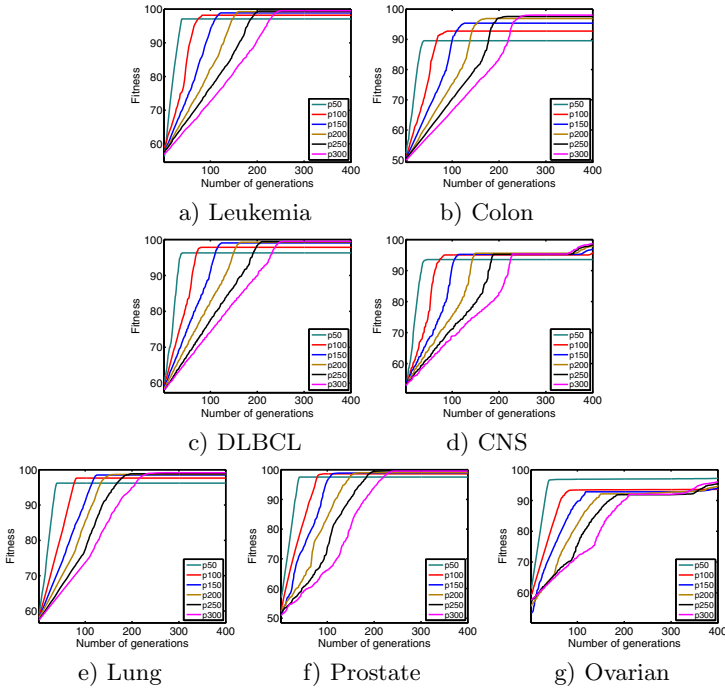 100
90
80
70
60
Fitness
100 200 300 400
Number of generations
p50
p100
p150
p200
p250
p300
a) Leukemia
100
90
80
70
60
50
Fitness
0 100 200 300 400
Number of generations
p50
p100
p150
p200
p250
p300
b) Colon
100
90
80
70
60
Fitness
100 200 300 400
Number of generations
p50
p100
p150
p200
p250
p300
c) DLBCL
100
90
80
70
60
Fitness
0 100 200 300 400
Number of generations
p50
p100
p150
p200
p250
p300
d) CNS
100
90
80
70
60
Fitness
100 200 300 400
Number of generations
p50
p100
p150
p200
p250
p300
e) Lung
100
90
80
70
60
50
Fitness
0 100 200 300 400
Number of generations
p50
p100
p150
p200
p250
p300
f) Prostate
100
90
80
70
60
Fitness
0 100 200 300 400
Number of generations
p50
p100
p150
p200
p250
p300
g) Ovarian